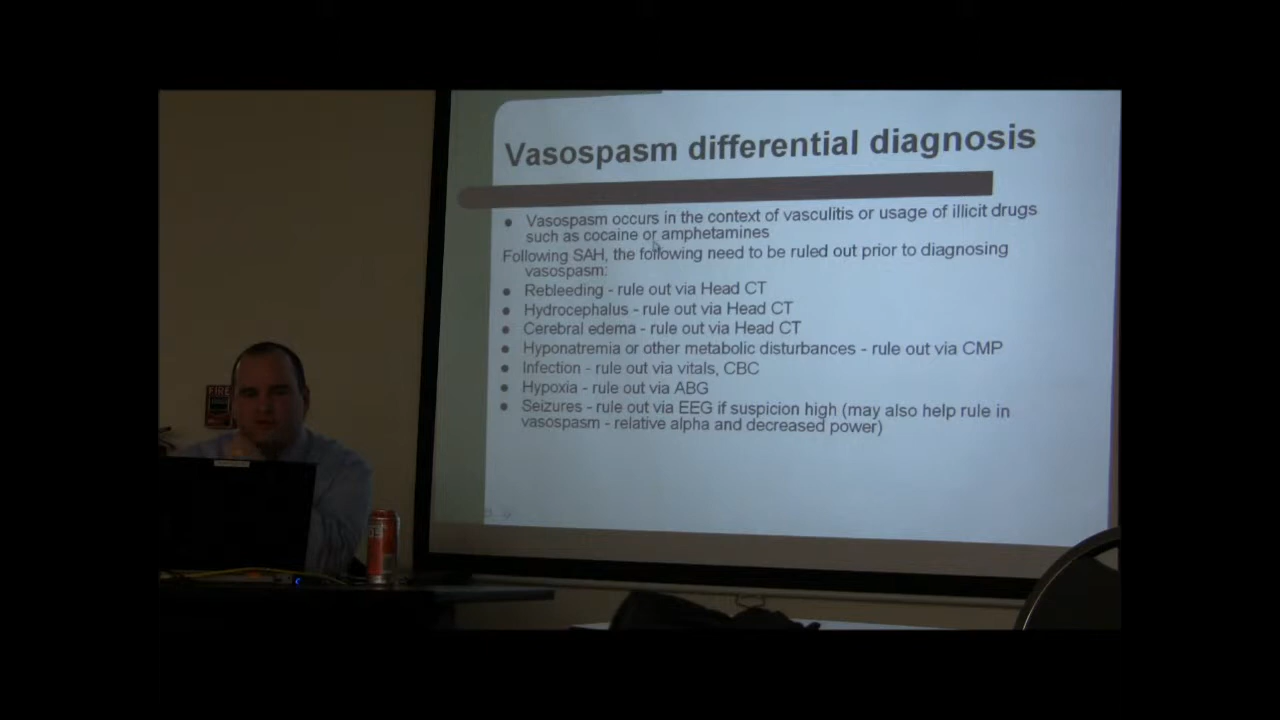 Vasospasm differential diagnosis
• Vasospasm occurs in the context of vasculitis or usage of illicit drugs
such as cocaine or amphetamines
Following SAH, the following need to be ruled out prior to diagnosing
vasospasm:
• Rebleeding - rule out via Head CT
• Hydrocephalus - rule out via Head CT
• Cerebral edema - rule out via Head CT
• Hyponatremia or other metabolic disturbances - rule out via CMP
• Infection - rule out via vitals, CBC
• Hypoxia - rule out via ABG
• Seizures - rule out via EEG if suspicion high (may also help rule in
vasospasm - relative alpha and decreased power)
FIRE